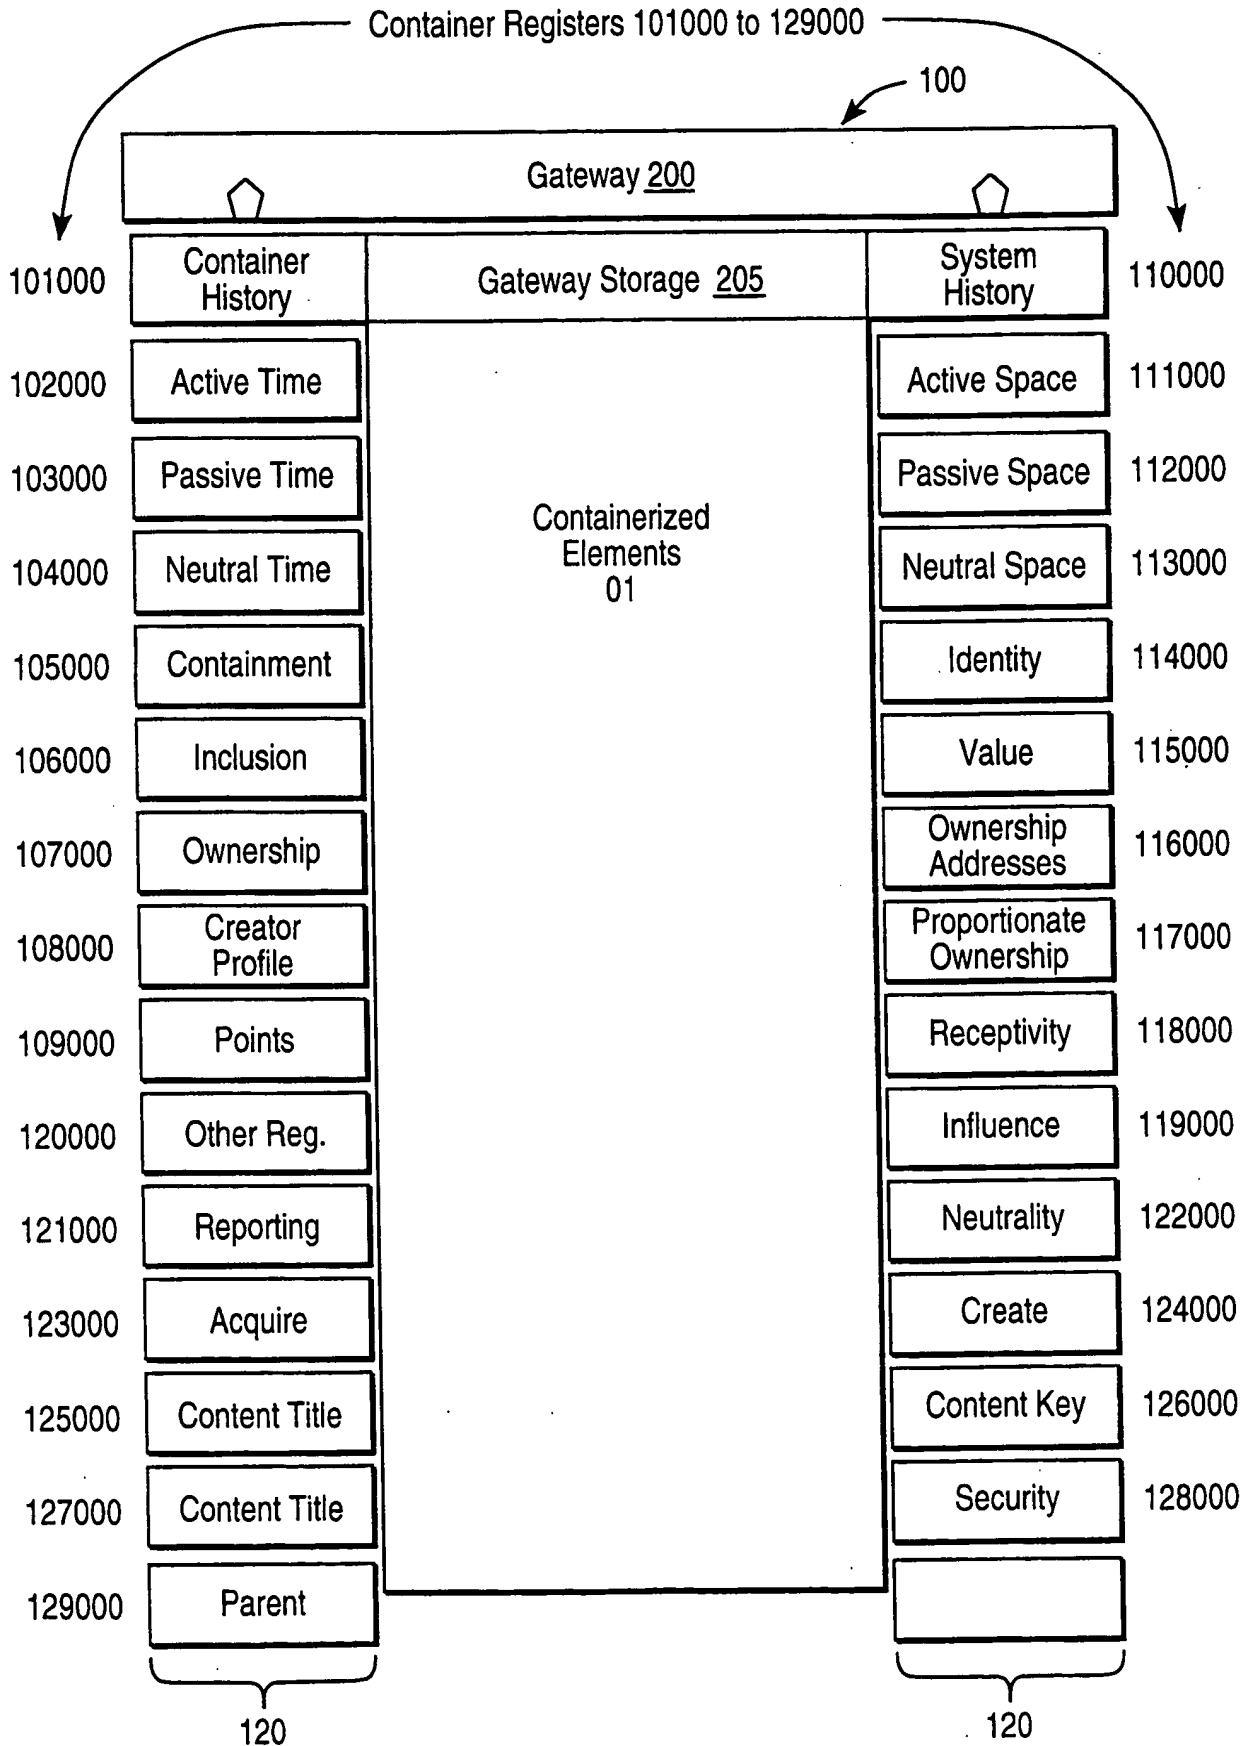 Container Registers 101000 to 129000
100
Gateway 200
101000
Container
History
Gateway Storage 205
System
History
110000
102000
Active Time
Active Space
111000
103000
Passive Time
Passive Space
112000
Containerized
Elements
01
104000
Neutral Time
Neutral Space
113000
105000
Containment
Identity
114000
106000
Inclusion
Value
115000
107000
Ownership
Ownership
Addresses
116000
108000
Creator
Profile
Proportionate
Ownership
117000
109000
Points
Receptivity
118000
120000
Other Reg.
Influence
119000
121000
Reporting
Neutrality
122000
123000
Acquire
Create
124000
125000
Content Title
Content Key
126000
127000
Content Title
Security
128000
129000
Parent
120
120